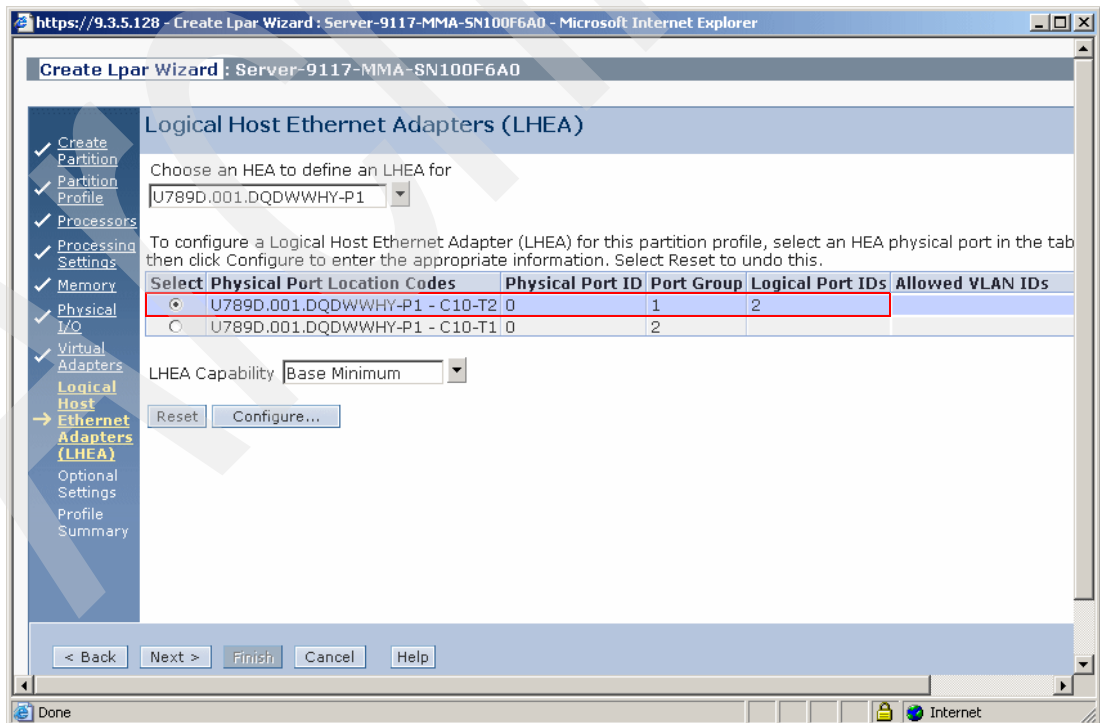 https://9.3.5.128 - Create Lpar Wizard : Server-9117-MMA-SN100F6A0 - Microsoft Internet Explorer
Create Lpar Wizard : Server-9117-MMA-SN100F6A0
Create
Partition
Partition
Profile
Processors
Processing
Settings
Memory
Physical
I/O
Virtual
Adapters
Logical
Host
Ethernet
Adapters
(LHEA)
Optional
Settings
Profile
Summary
Logical Host Ethernet Adapters (LHEA)
Choose an HEA to define an LHEA for
U789D.001.DQDWWHY-P1
To configure a Logical Host Ethernet Adapter (LHEA) for this partition profile, select an HEA physical port in the tab
then click Configure to enter the appropriate information. Select Reset to undo this.
Select Physical Port Location Codes Physical Port ID Port Group Logical Port IDs Allowed VLAN IDs
U789D.001.DQDWWHY-P1 - C10-T2 0 1 2
U789D.001.DQDWWHY-P1 - C10-T1 0 2
LHEA Capability Base Minimum
Reset Configure...
< Back Next > Finish Cancel Help
Done Internet